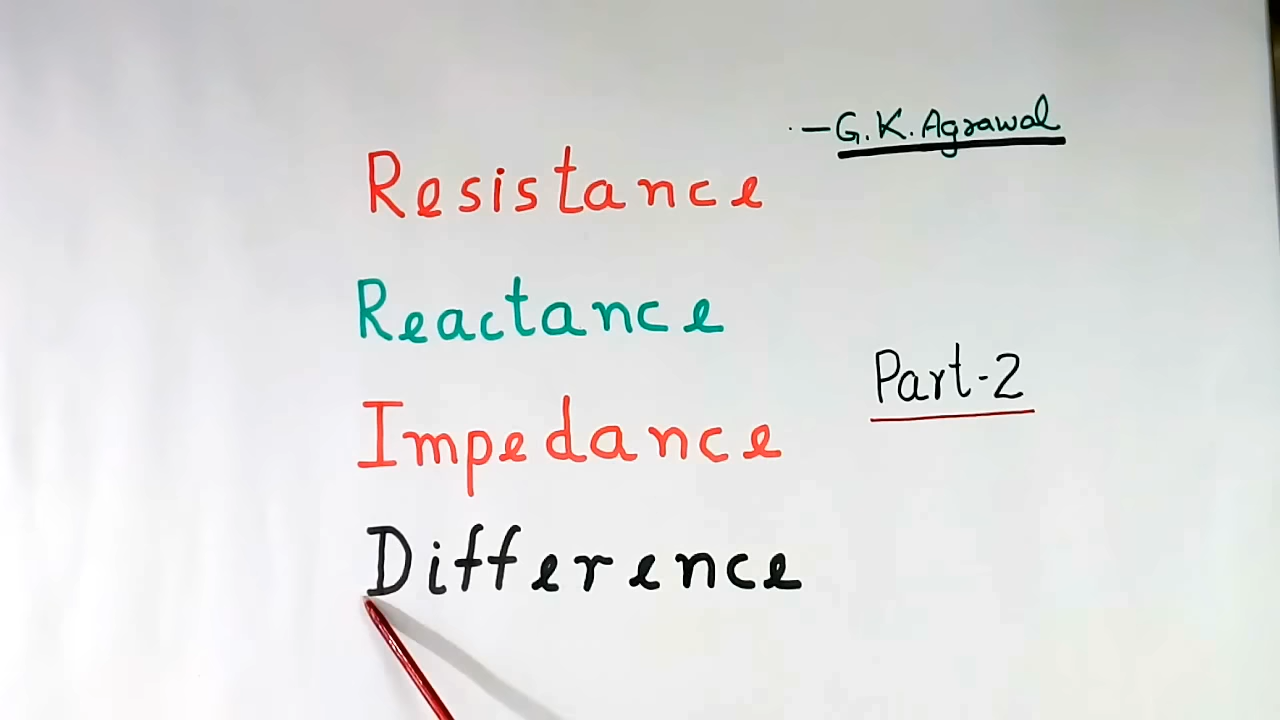 – G.K. Agrawal
Resistance
Reactance
Part-2
Impedance
Difference